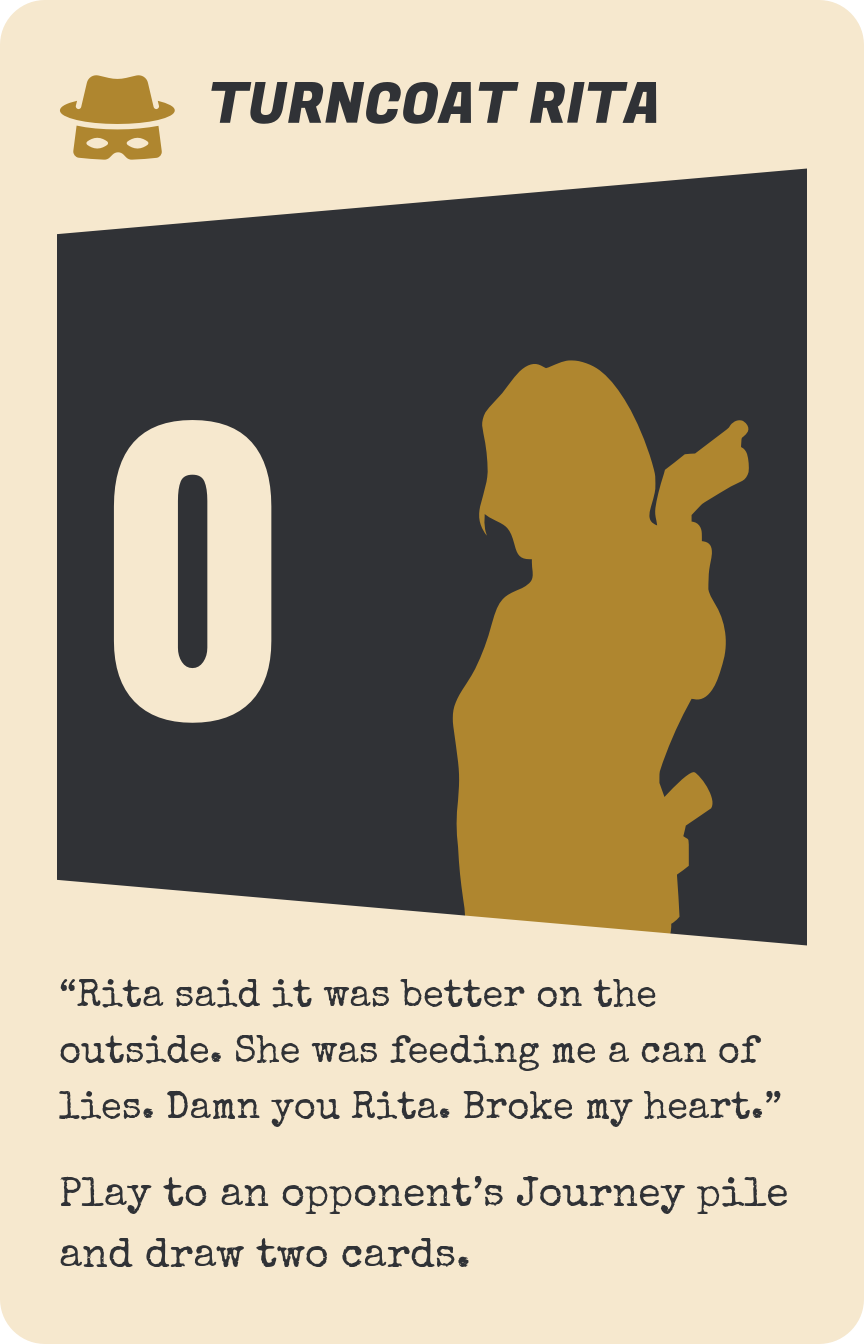 TURNCOAT RITA
0
“Rita said it was better on the
outside. She was feeding me a can of
lies. Damn you Rita. Broke my heart.”
Play to an opponent’s Journey pile
and draw two cards.